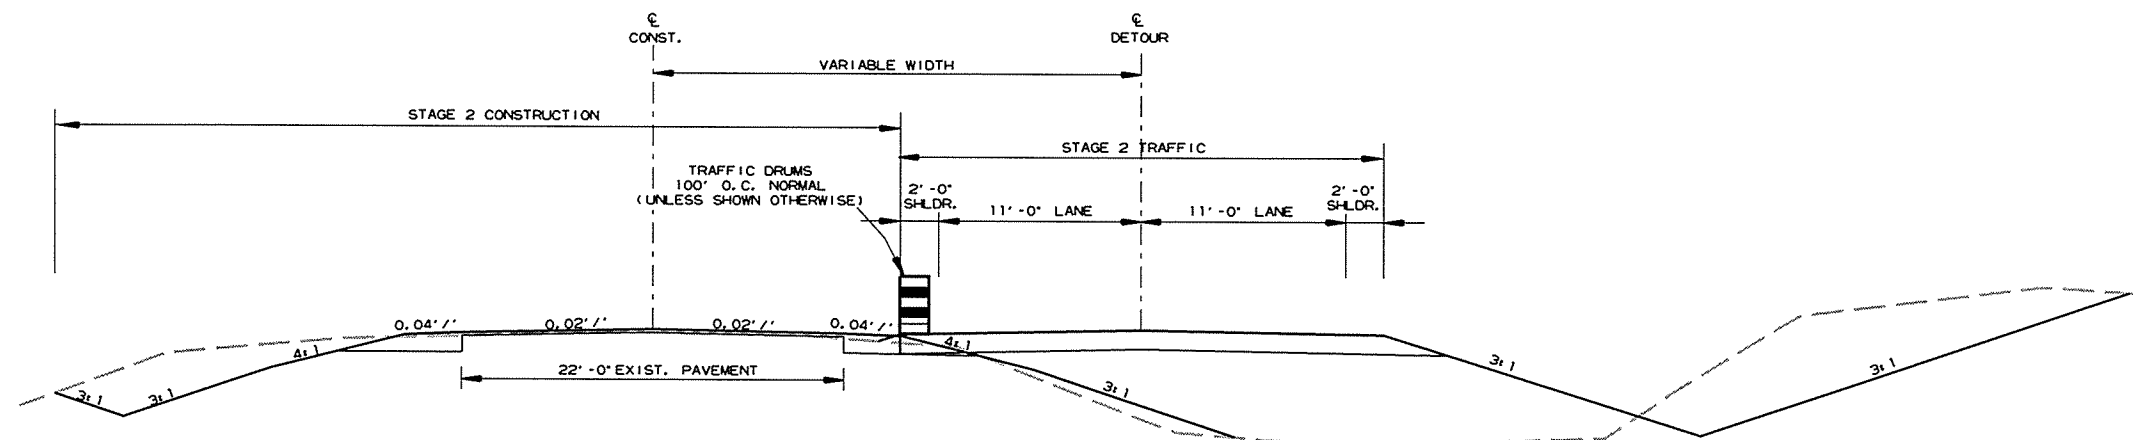 ℄
CONST.
℄
DETOUR
VARIABLE WIDTH
STAGE 2 CONSTRUCTION
STAGE 2 TRAFFIC
TRAFFIC DRUMS
100' O.C. NORMAL
(UNLESS SHOWN OTHERWISE)
2'-0"
SHLDR.
11'-0" LANE
11'-0" LANE
2'-0"
SHLDR.
0.04'/'
0.02'/'
0.02'/'
0.04'/'
4:1
4:1
3:1
3:1
22'-0" EXIST. PAVEMENT
3:1
3:1
3:1